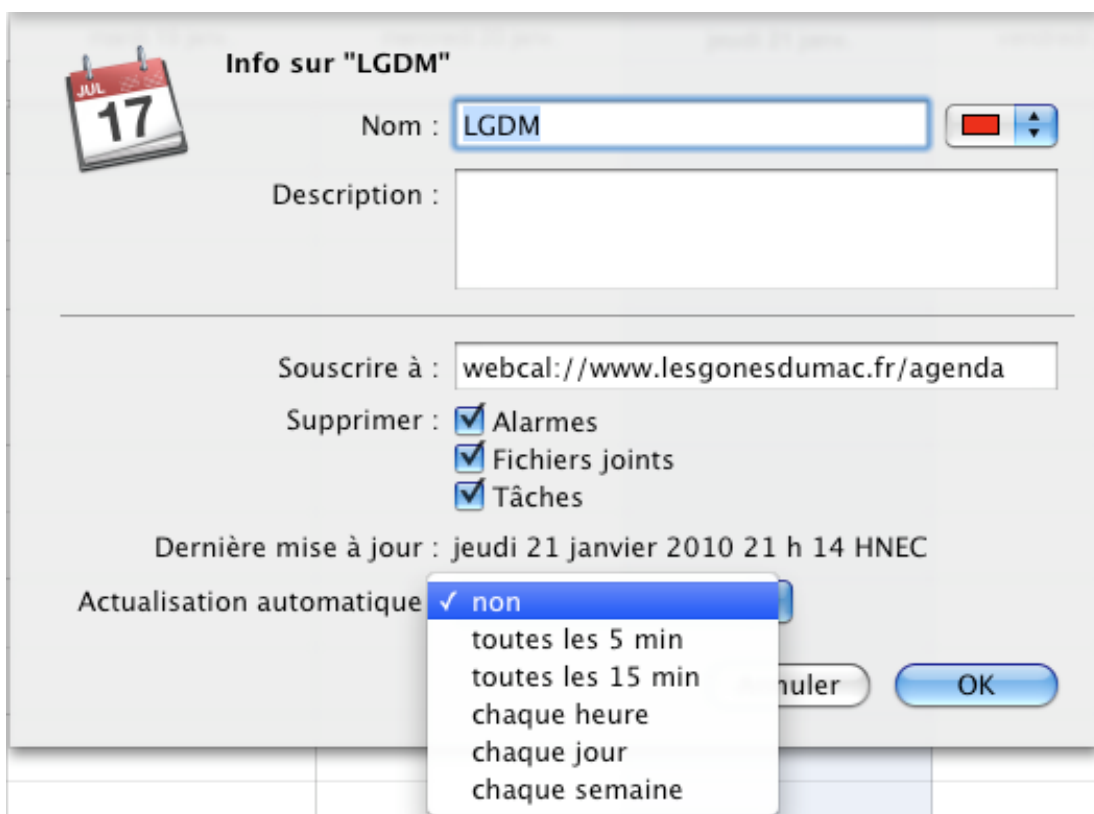 Info sur "LGDM"
JUL
17
Nom : LGDM
Description :
Souscrire à : webcal://www.lesgonesdumac.fr/agenda
Supprimer : Alarmes
Fichiers joints
Tâches
Dernière mise à jour : jeudi 21 janvier 2010 21 h 14 HNEC
Actualisation automatique ✓ non
toutes les 5 min
toutes les 15 min
nuler OK
chaque heure
chaque jour
chaque semaine